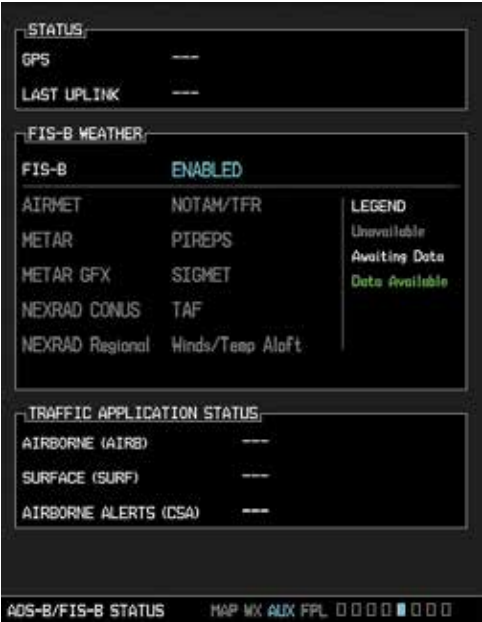 STATUS
GPS ---
LAST UPLINK ---
FIS-B WEATHER
FIS-B ENABLED
AIRMET NOTAM/TFR LEGEND
METAR PIREPS Unavailable
Awaiting Data
METAR GFX SIGMET Data Available
NEXRAD CONUS TAF
NEXRAD Regional Winds/Temp Aloft
TRAFFIC APPLICATION STATUS
AIRBORNE (AIRB) ---
SURFACE (SURF) ---
AIRBORNE ALERTS (CSA) ---
ADS-B/FIS-B STATUS MAP WX AUX FPL